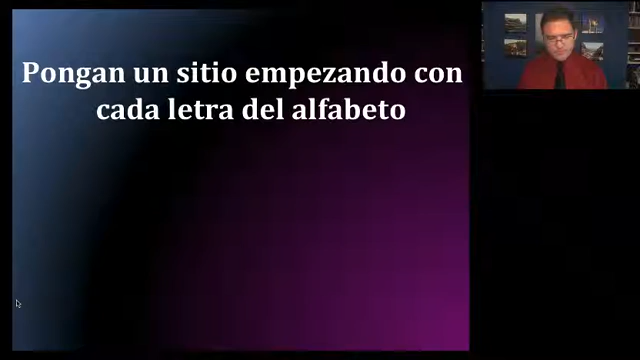 Pongan un sitio empezando con
cada letra del alfabeto